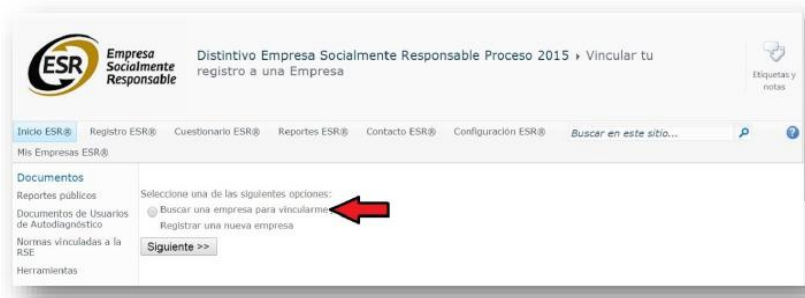 ESR
Empresa
Socialmente
Responsable
Distintivo Empresa Socialmente Responsable Proceso 2015 ▸ Vincular tu
registro a una Empresa
Etiquetas y
notas
Inicio ESR® Registro ESR® Cuestionario ESR® Reportes ESR® Contacto ESR® Configuración ESR® Buscar en este sitio...
Mis Empresas ESR®
Documentos
Reportes públicos
Documentos de Usuarios
de Autodiagnóstico
Normas vinculadas a la
RSE
Herramientas
Seleccione una de las siguientes opciones:
Buscar una empresa para vincularme
Registrar una nueva empresa
Siguiente >>